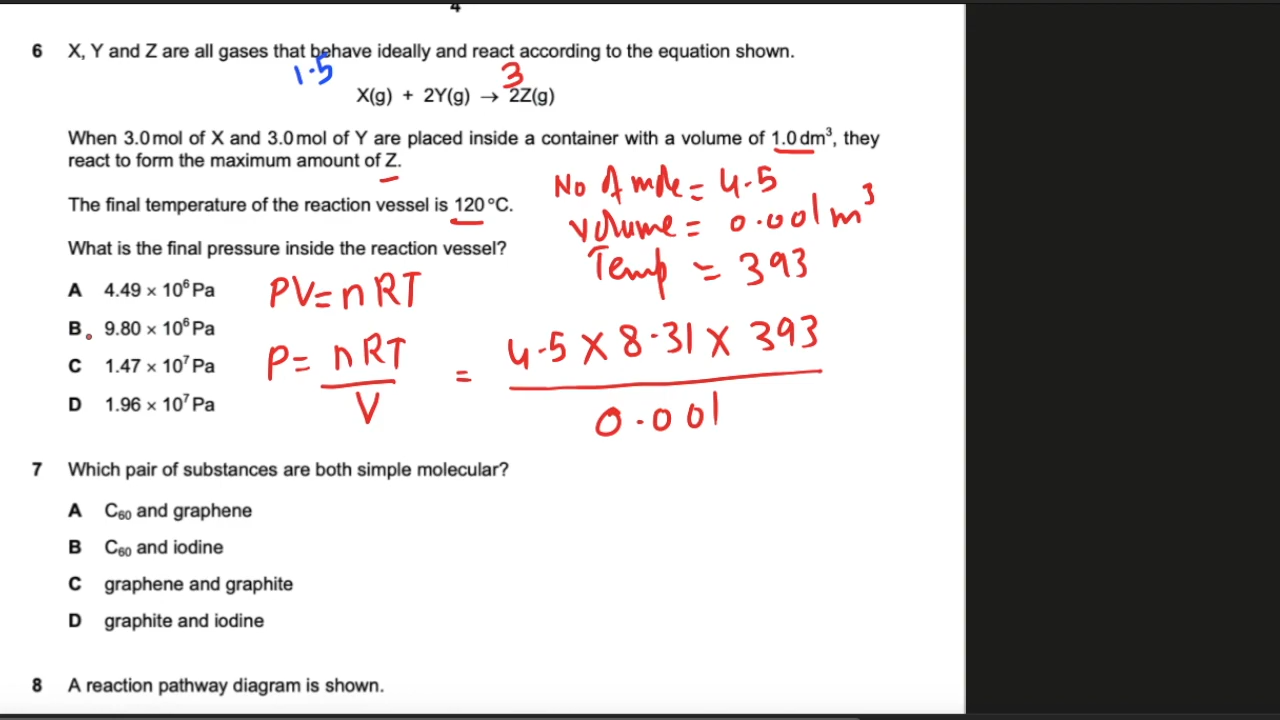 4
6 X, Y and Z are all gases that behave ideally and react according to the equation shown.
1.5 3
X(g) + 2Y(g) → 2Z(g)
When 3.0 mol of X and 3.0 mol of Y are placed inside a container with a volume of 1.0 dm³, they
react to form the maximum amount of Z.
No of mole = 4.5
The final temperature of the reaction vessel is 120 °C.
Volume = 0.001 m³
What is the final pressure inside the reaction vessel?
Temp = 393
A 4.49 × 10⁶ Pa
PV = nRT
B 9.80 × 10⁶ Pa
C 1.47 × 10⁷ Pa
P = nRT / V = 4.5 × 8.31 × 393 / 0.001
D 1.96 × 10⁷ Pa
7 Which pair of substances are both simple molecular?
A C₆₀ and graphene
B C₆₀ and iodine
C graphene and graphite
D graphite and iodine
8 A reaction pathway diagram is shown.